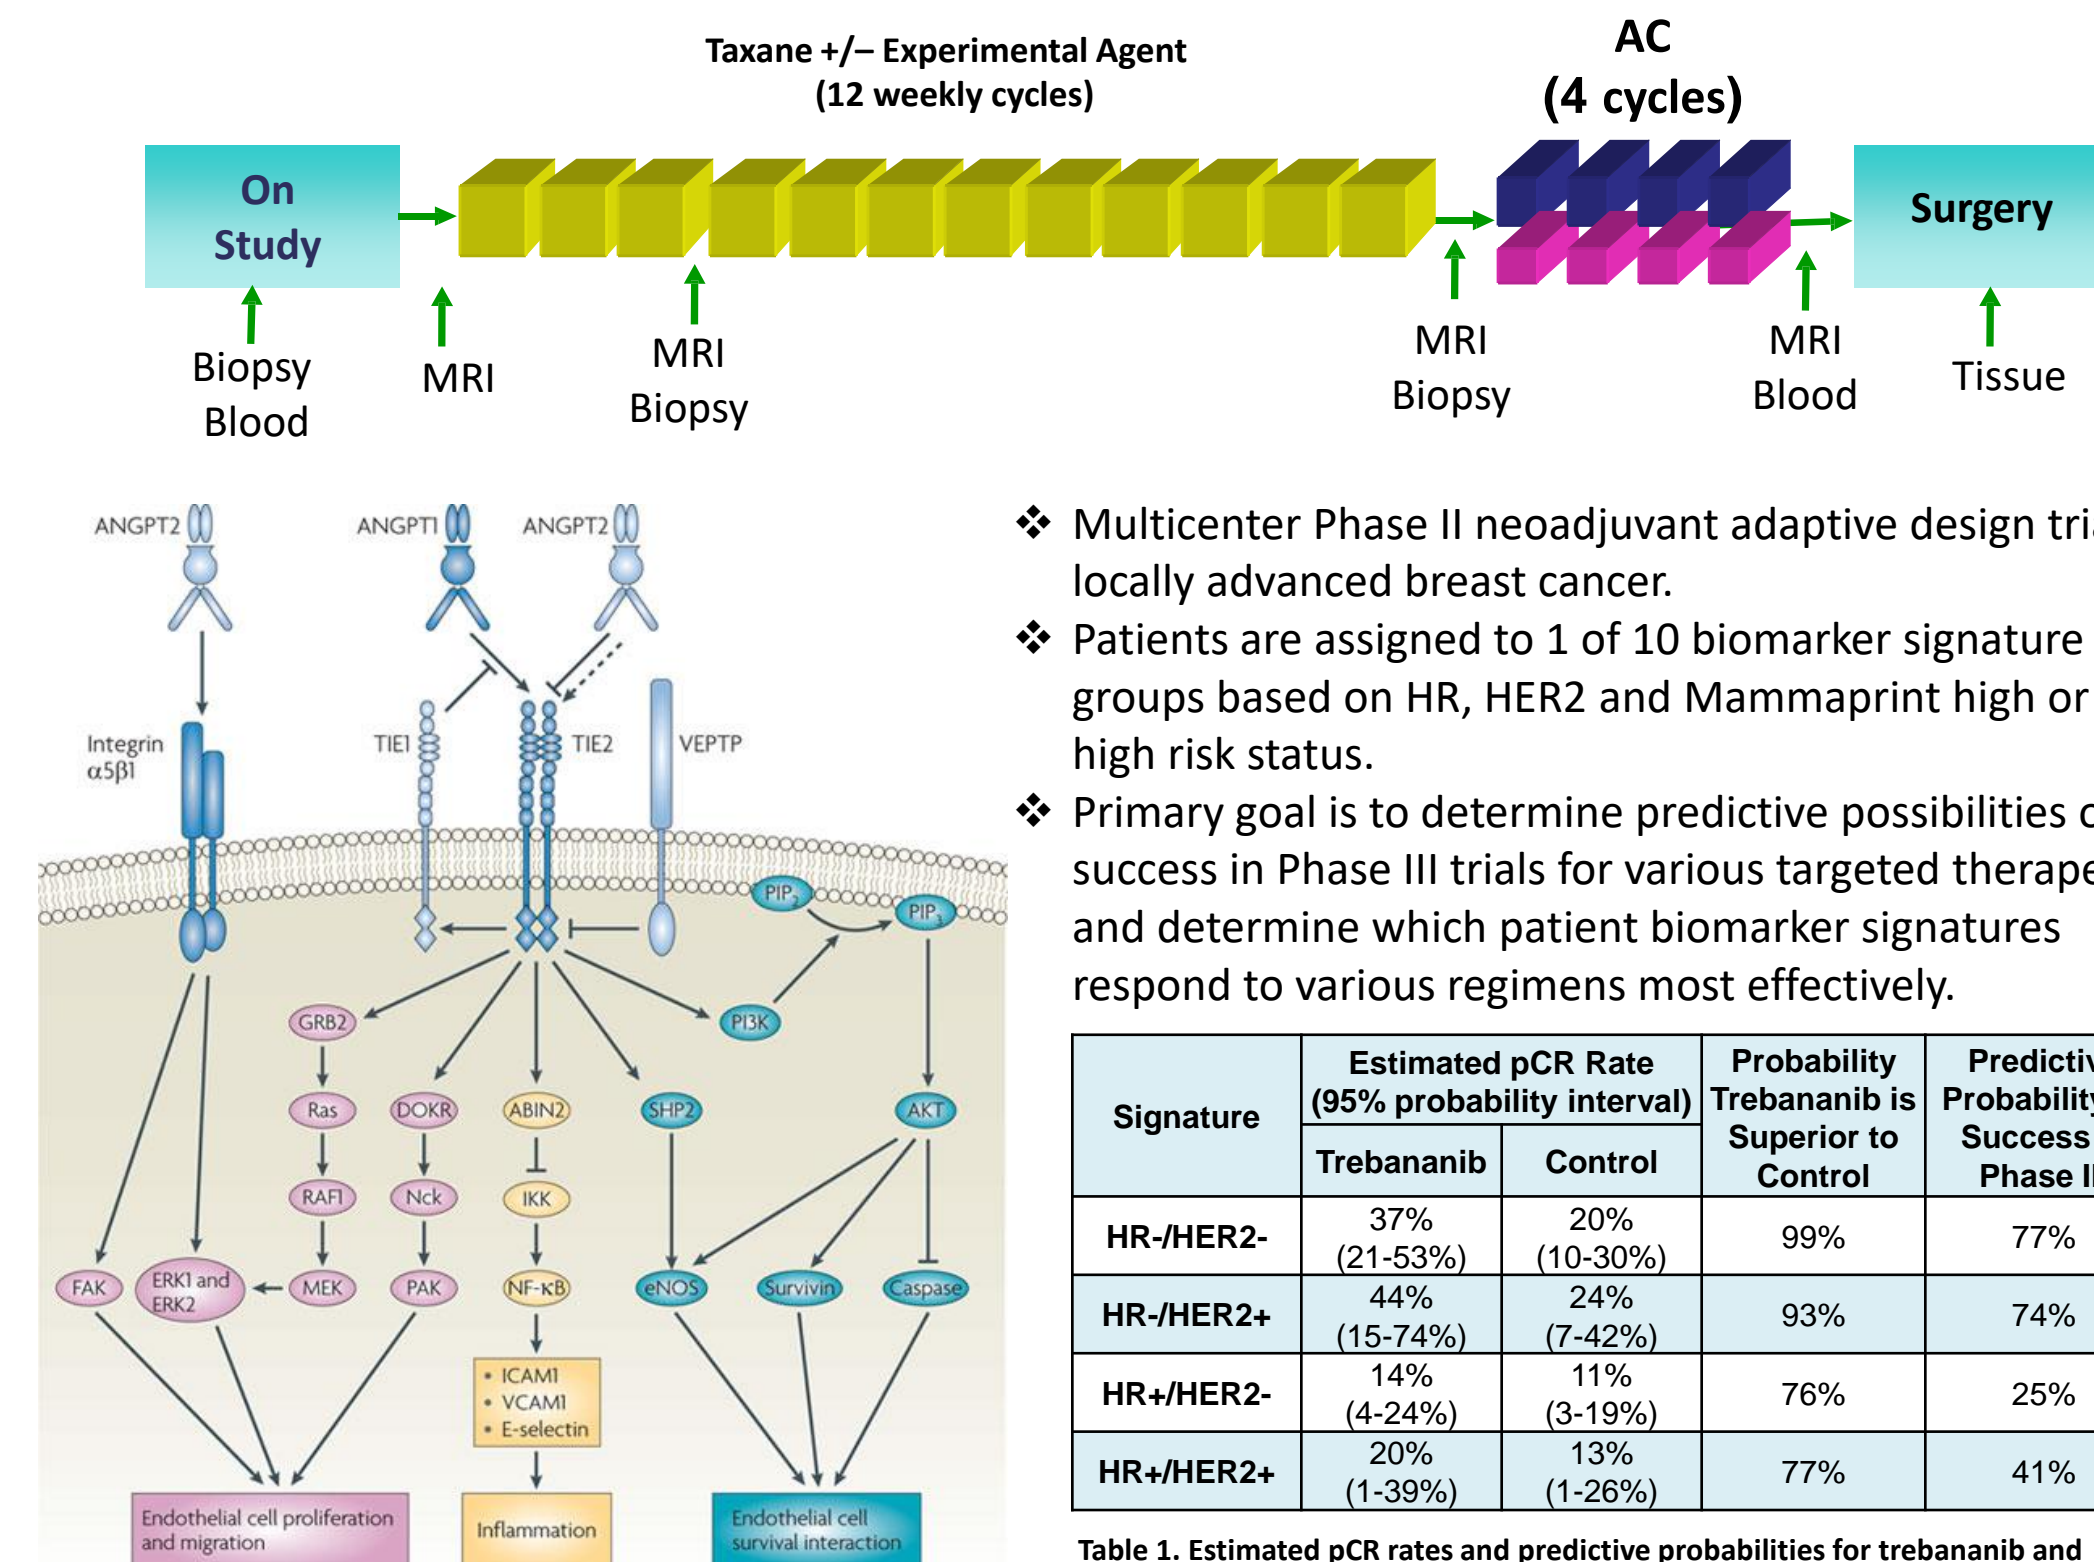 Taxane +/– Experimental Agent
(12 weekly cycles)
AC
(4 cycles)
On
Study
Surgery
Biopsy
Blood
MRI
MRI
Biopsy
MRI
Biopsy
MRI
Blood
Tissue
ANGPT2
ANGPT1
ANGPT2
Integrin
α5β1
TIE1
TIE2
VEPTP
PIP2
PIP3
GRB2
PI3K
Ras
DOKR
ABIN2
SHP2
AKT
RAF1
Nck
IKK
FAK
ERK1 and
ERK2
MEK
PAK
NF-κB
eNOS
Survivin
Caspase
• ICAM1
• VCAM1
• E-selectin
Endothelial cell proliferation
and migration
Inflammation
Endothelial cell
survival interaction
❖ Multicenter Phase II neoadjuvant adaptive design
locally advanced breast cancer.
❖ Patients are assigned to 1 of 10 biomarker signature
groups based on HR, HER2 and Mammaprint high or
high risk status.
❖ Primary goal is to determine predictive possibilities
success in Phase III trials for various targeted
and determine which patient biomarker signatures
respond to various regimens most effectively.
Signature
Estimated pCR Rate
(95% probability interval)
Trebananib
Control
Probability
Trebananib is
Superior to
Control
Success
Phase
HR-/HER2-
37%
(21-53%)
20%
(10-30%)
99%
77%
HR-/HER2+
44%
(15-74%)
24%
(7-42%)
93%
74%
HR+/HER2-
14%
(4-24%)
11%
(3-19%)
76%
25%
HR+/HER2+
20%
(1-39%)
13%
(1-26%)
77%
41%
Table 1. Estimated pCR rates and predictive probabilities for trebananib and